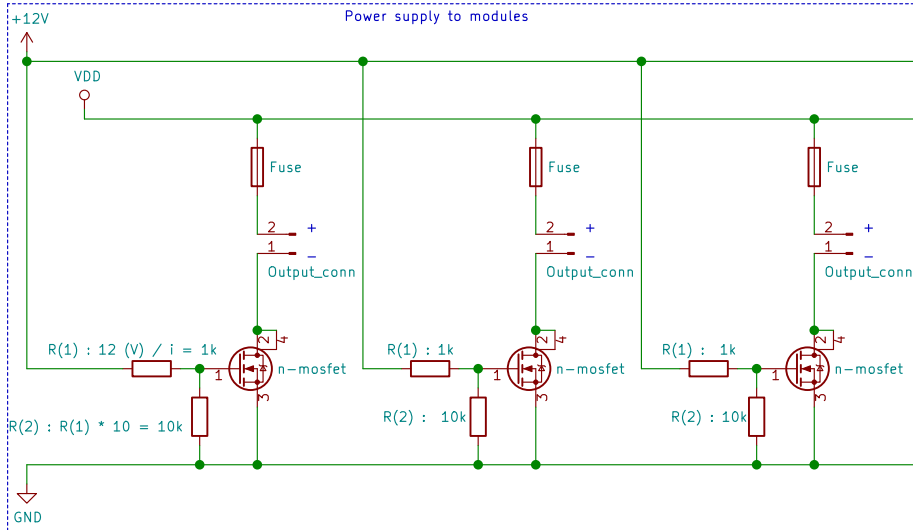 Power supply to modules
+12V
VDD
Fuse
Fuse
Fuse
2 +
2 +
2 +
1 −
1 −
1 −
Output_conn
Output_conn
Output_conn
2 4
2 4
2 4
R(1) : 12 (V) / i = 1k
R(1) : 1k
R(1) : 1k
n-mosfet
n-mosfet
n-mosfet
1
1
1
3
3
3
R(2) : R(1) * 10 = 10k
R(2) : 10k
R(2) : 10k
GND